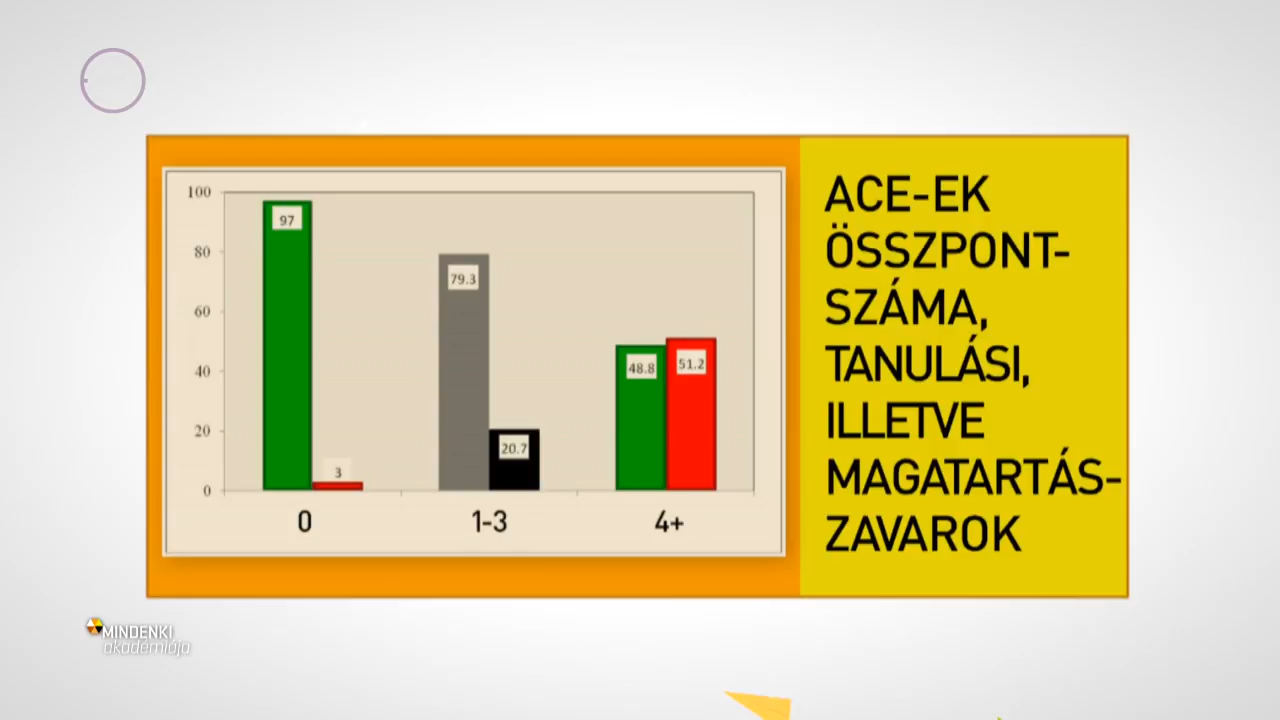 100
80
60
40
20
0
97
3
79.3
20.7
48.8
51.2
0
1-3
4+
ACE-EK
ÖSSZPONT-
SZÁMA,
TANULÁSI,
ILLETVE
MAGATARTÁS-
ZAVAROK
MINDENKI
akadémiája